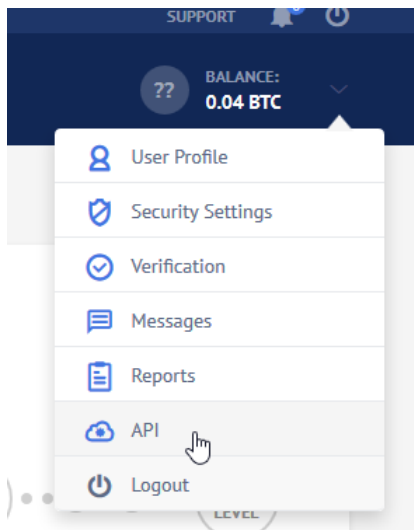 SUPPORT
??
BALANCE:
0.04 BTC
User Profile
Security Settings
Verification
Messages
Reports
API
Logout
LEVEL